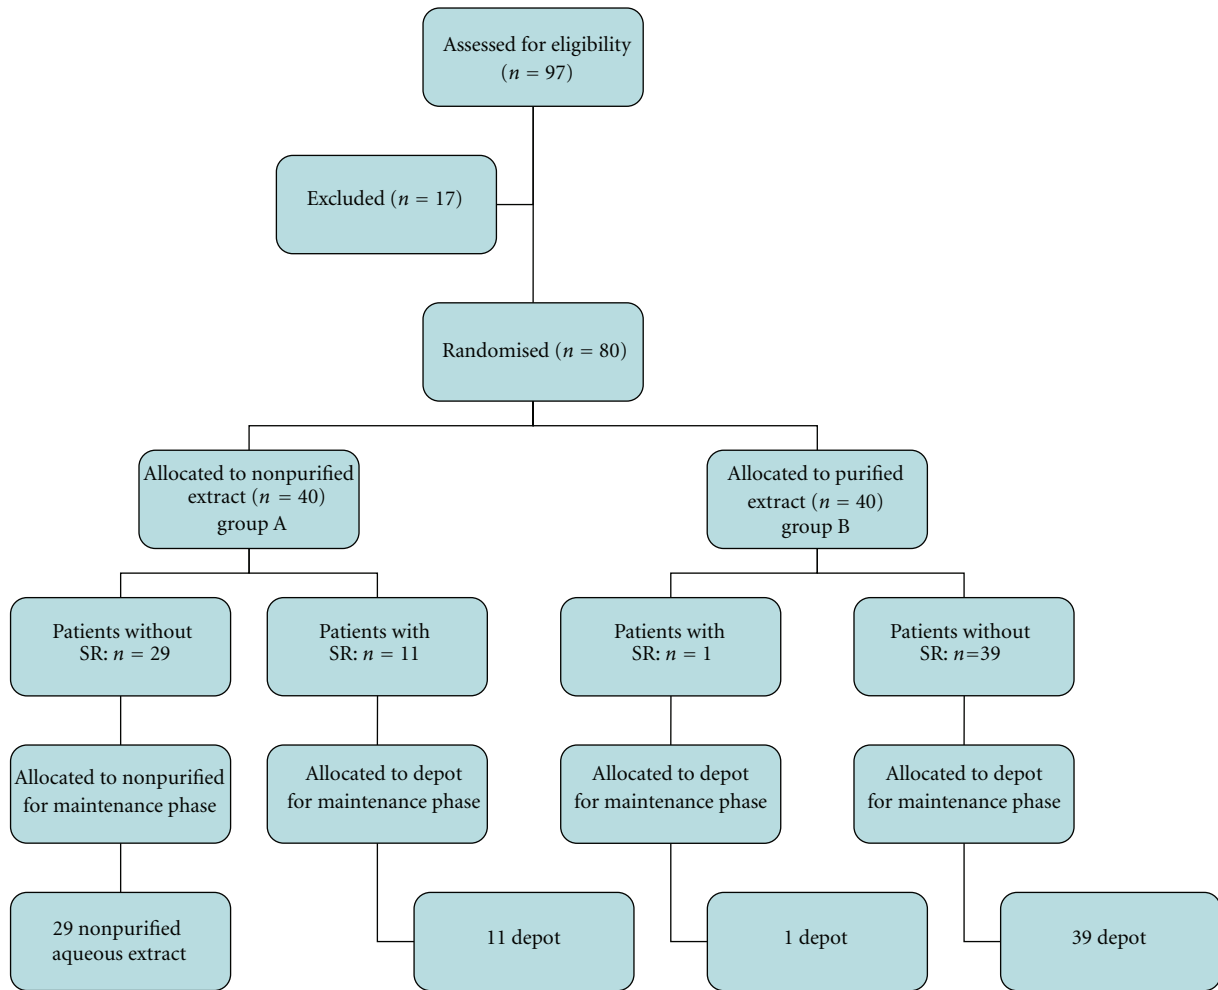 Assessed for eligibility
(n = 97)
Excluded (n = 17)
Randomised (n = 80)
Allocated to nonpurified
extract (n = 40)
group A
Allocated to purified
extract (n = 40)
group B
Patients without
SR: n = 29
Patients with
SR: n = 11
Patients with
SR: n = 1
Patients without
SR: n=39
Allocated to nonpurified
for maintenance phase
Allocated to depot
for maintenance phase
Allocated to depot
for maintenance phase
Allocated to depot
for maintenance phase
29 nonpurified
aqueous extract
11 depot
1 depot
39 depot